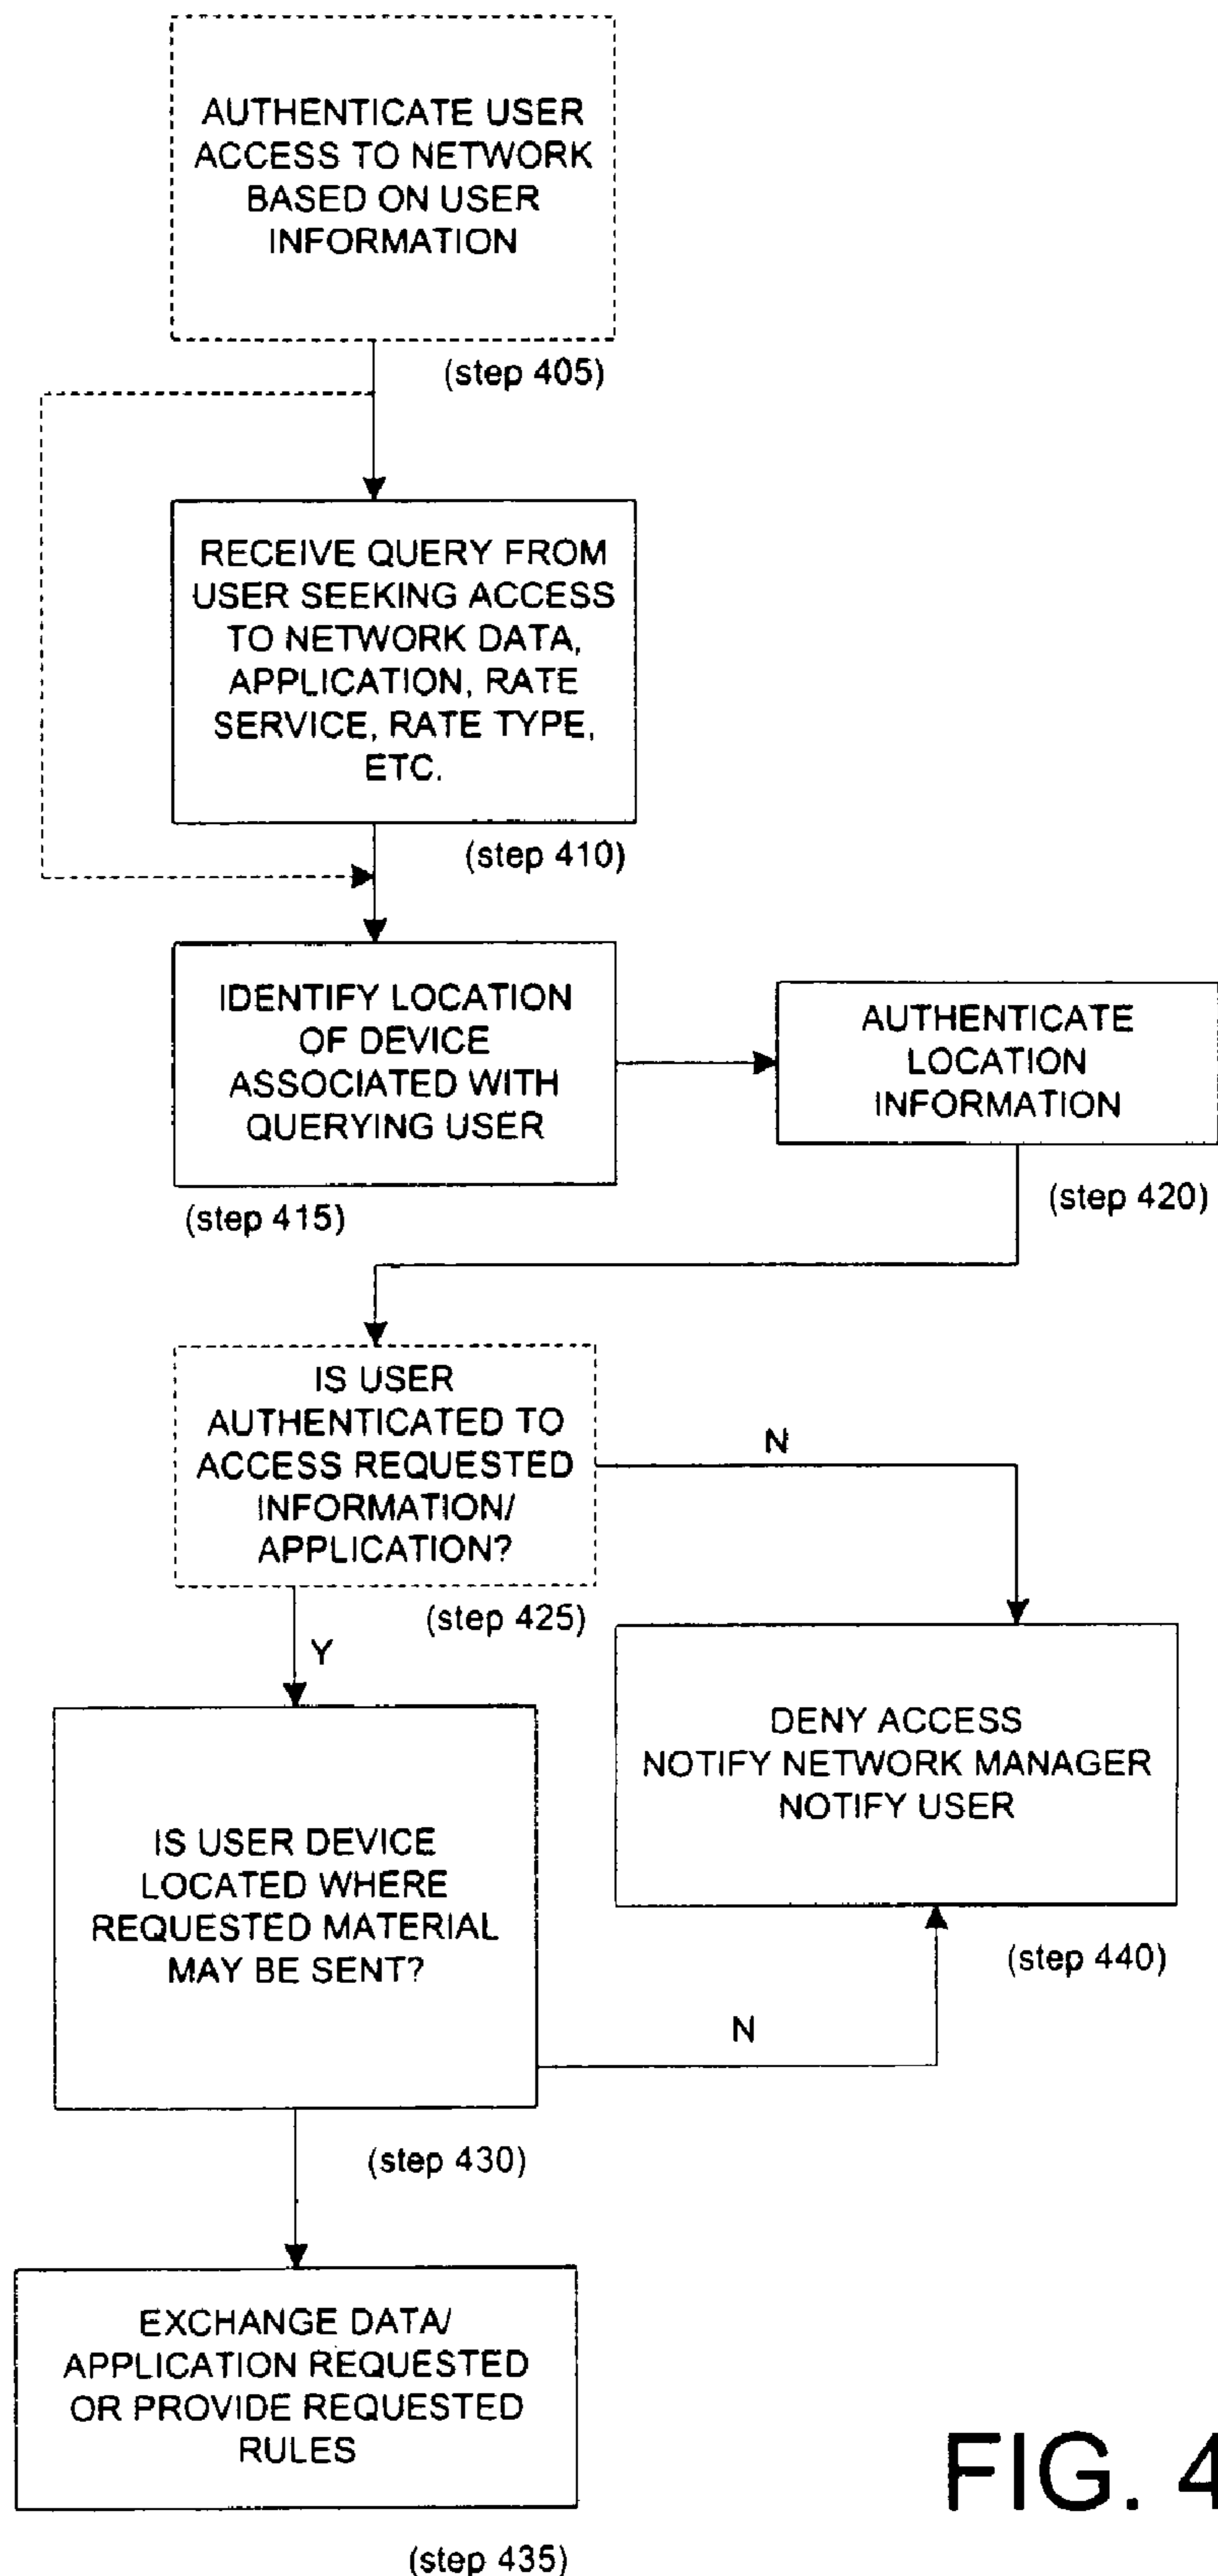 AUTHENTICATE USER
ACCESS TO NETWORK
BASED ON USER
INFORMATION
(step 405)
RECEIVE QUERY FROM
USER SEEKING ACCESS
TO NETWORK DATA,
APPLICATION, RATE
SERVICE, RATE TYPE,
ETC.
(step 410)
IDENTIFY LOCATION
OF DEVICE
ASSOCIATED WITH
QUERYING USER
(step 415)
AUTHENTICATE
LOCATION
INFORMATION
(step 420)
IS USER
AUTHENTICATED TO
ACCESS REQUESTED
INFORMATION/
APPLICATION?
(step 425)
N
Y
DENY ACCESS
NOTIFY NETWORK MANAGER
NOTIFY USER
(step 440)
IS USER DEVICE
LOCATED WHERE
REQUESTED MATERIAL
MAY BE SENT?
N
(step 430)
EXCHANGE DATA/
APPLICATION REQUESTED
OR PROVIDE REQUESTED
RULES
(step 435)
FIG. 4